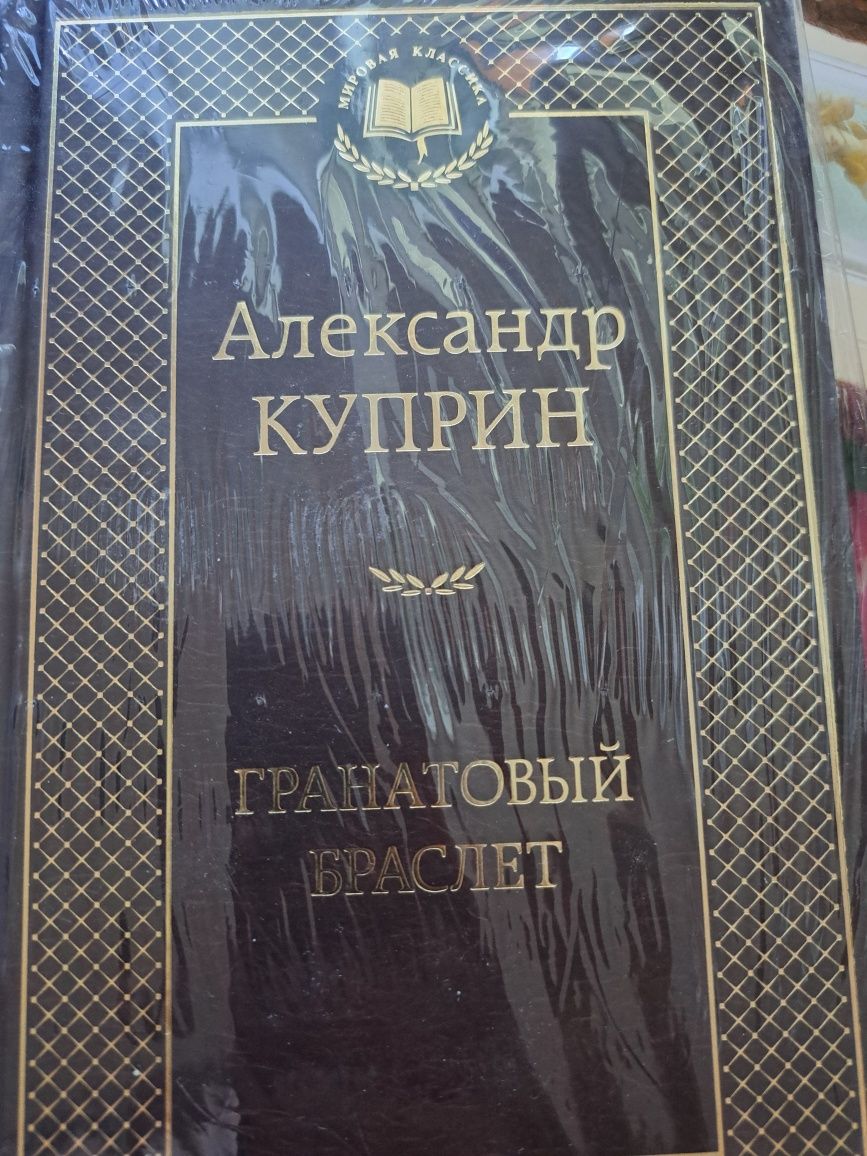 МИРОВАЯ КЛАССИКА
Александр
КУПРИН
ГРАНАТОВЫЙ
БРАСЛЕТ